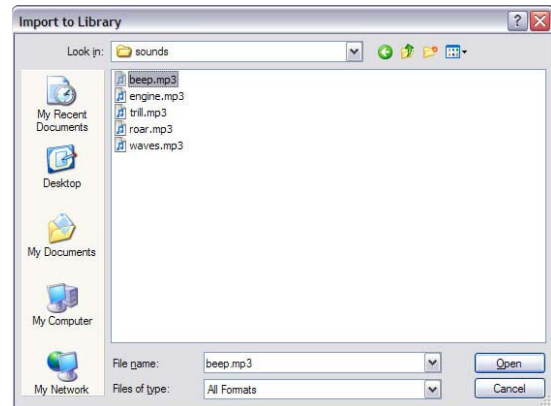 Import to Library
Look in:
sounds
beep.mp3
engine.mp3
trill.mp3
roar.mp3
waves.mp3
My Recent
Documents
Desktop
My Documents
My Computer
My Network
File name:
beep.mp3
Open
Files of type:
All Formats
Cancel